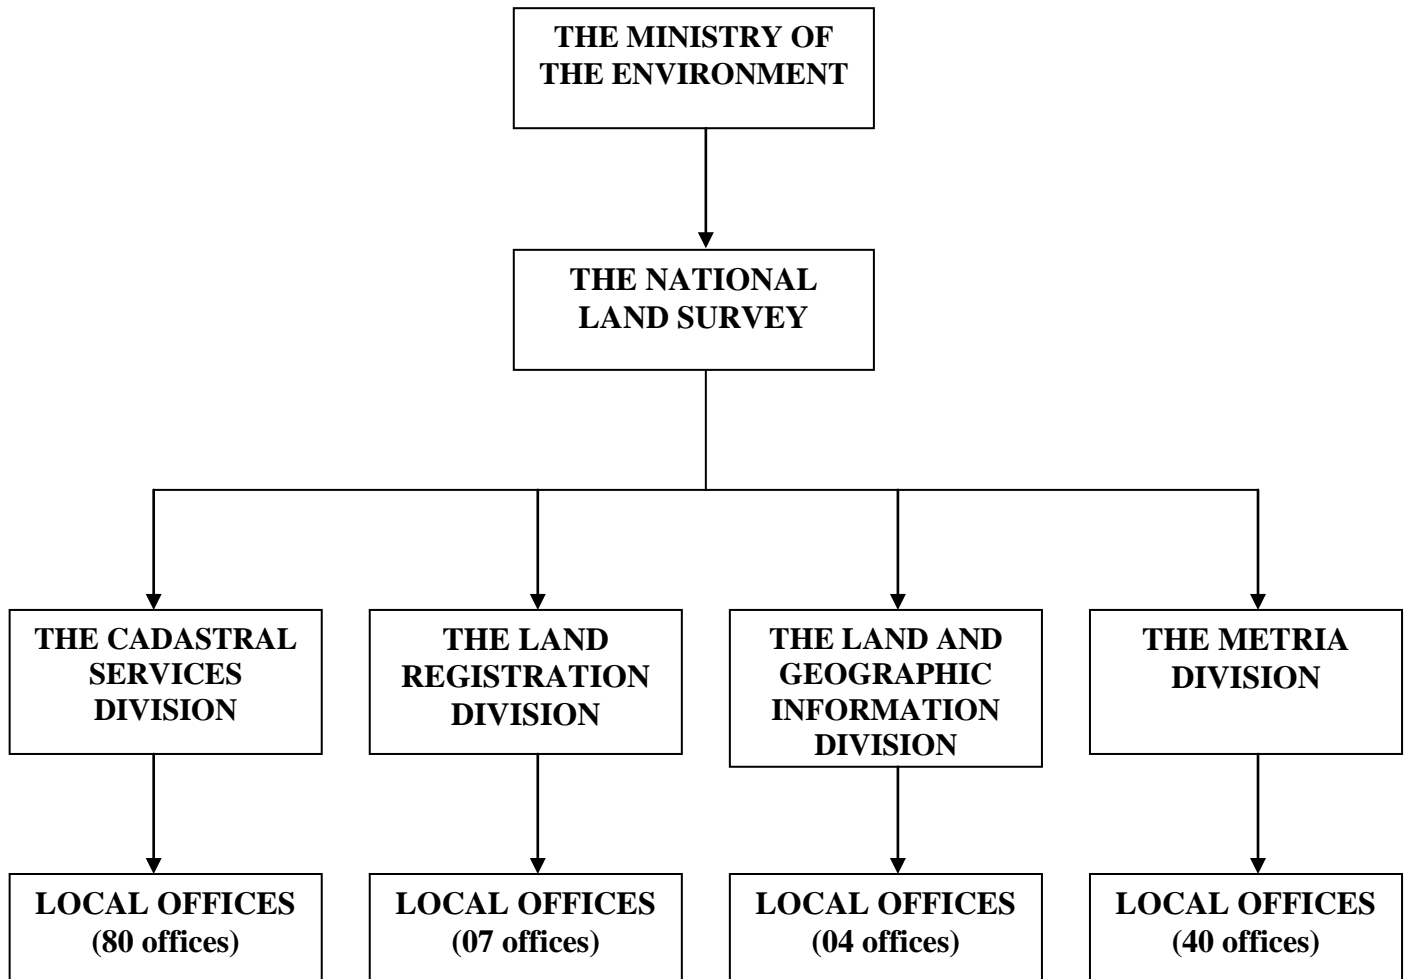 THE MINISTRY OF
THE ENVIRONMENT
THE NATIONAL
LAND SURVEY
THE CADASTRAL
SERVICES
DIVISION
THE LAND
REGISTRATION
DIVISION
THE LAND AND
GEOGRAPHIC
INFORMATION
DIVISION
THE METRIA
DIVISION
LOCAL OFFICES
(80 offices)
LOCAL OFFICES
(07 offices)
LOCAL OFFICES
(04 offices)
LOCAL OFFICES
(40 offices)